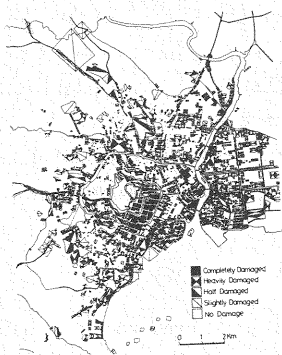 Completely Damaged
Heavily Damaged
Half Damaged
Slightly Damaged
No Damage
0 1 2 Km